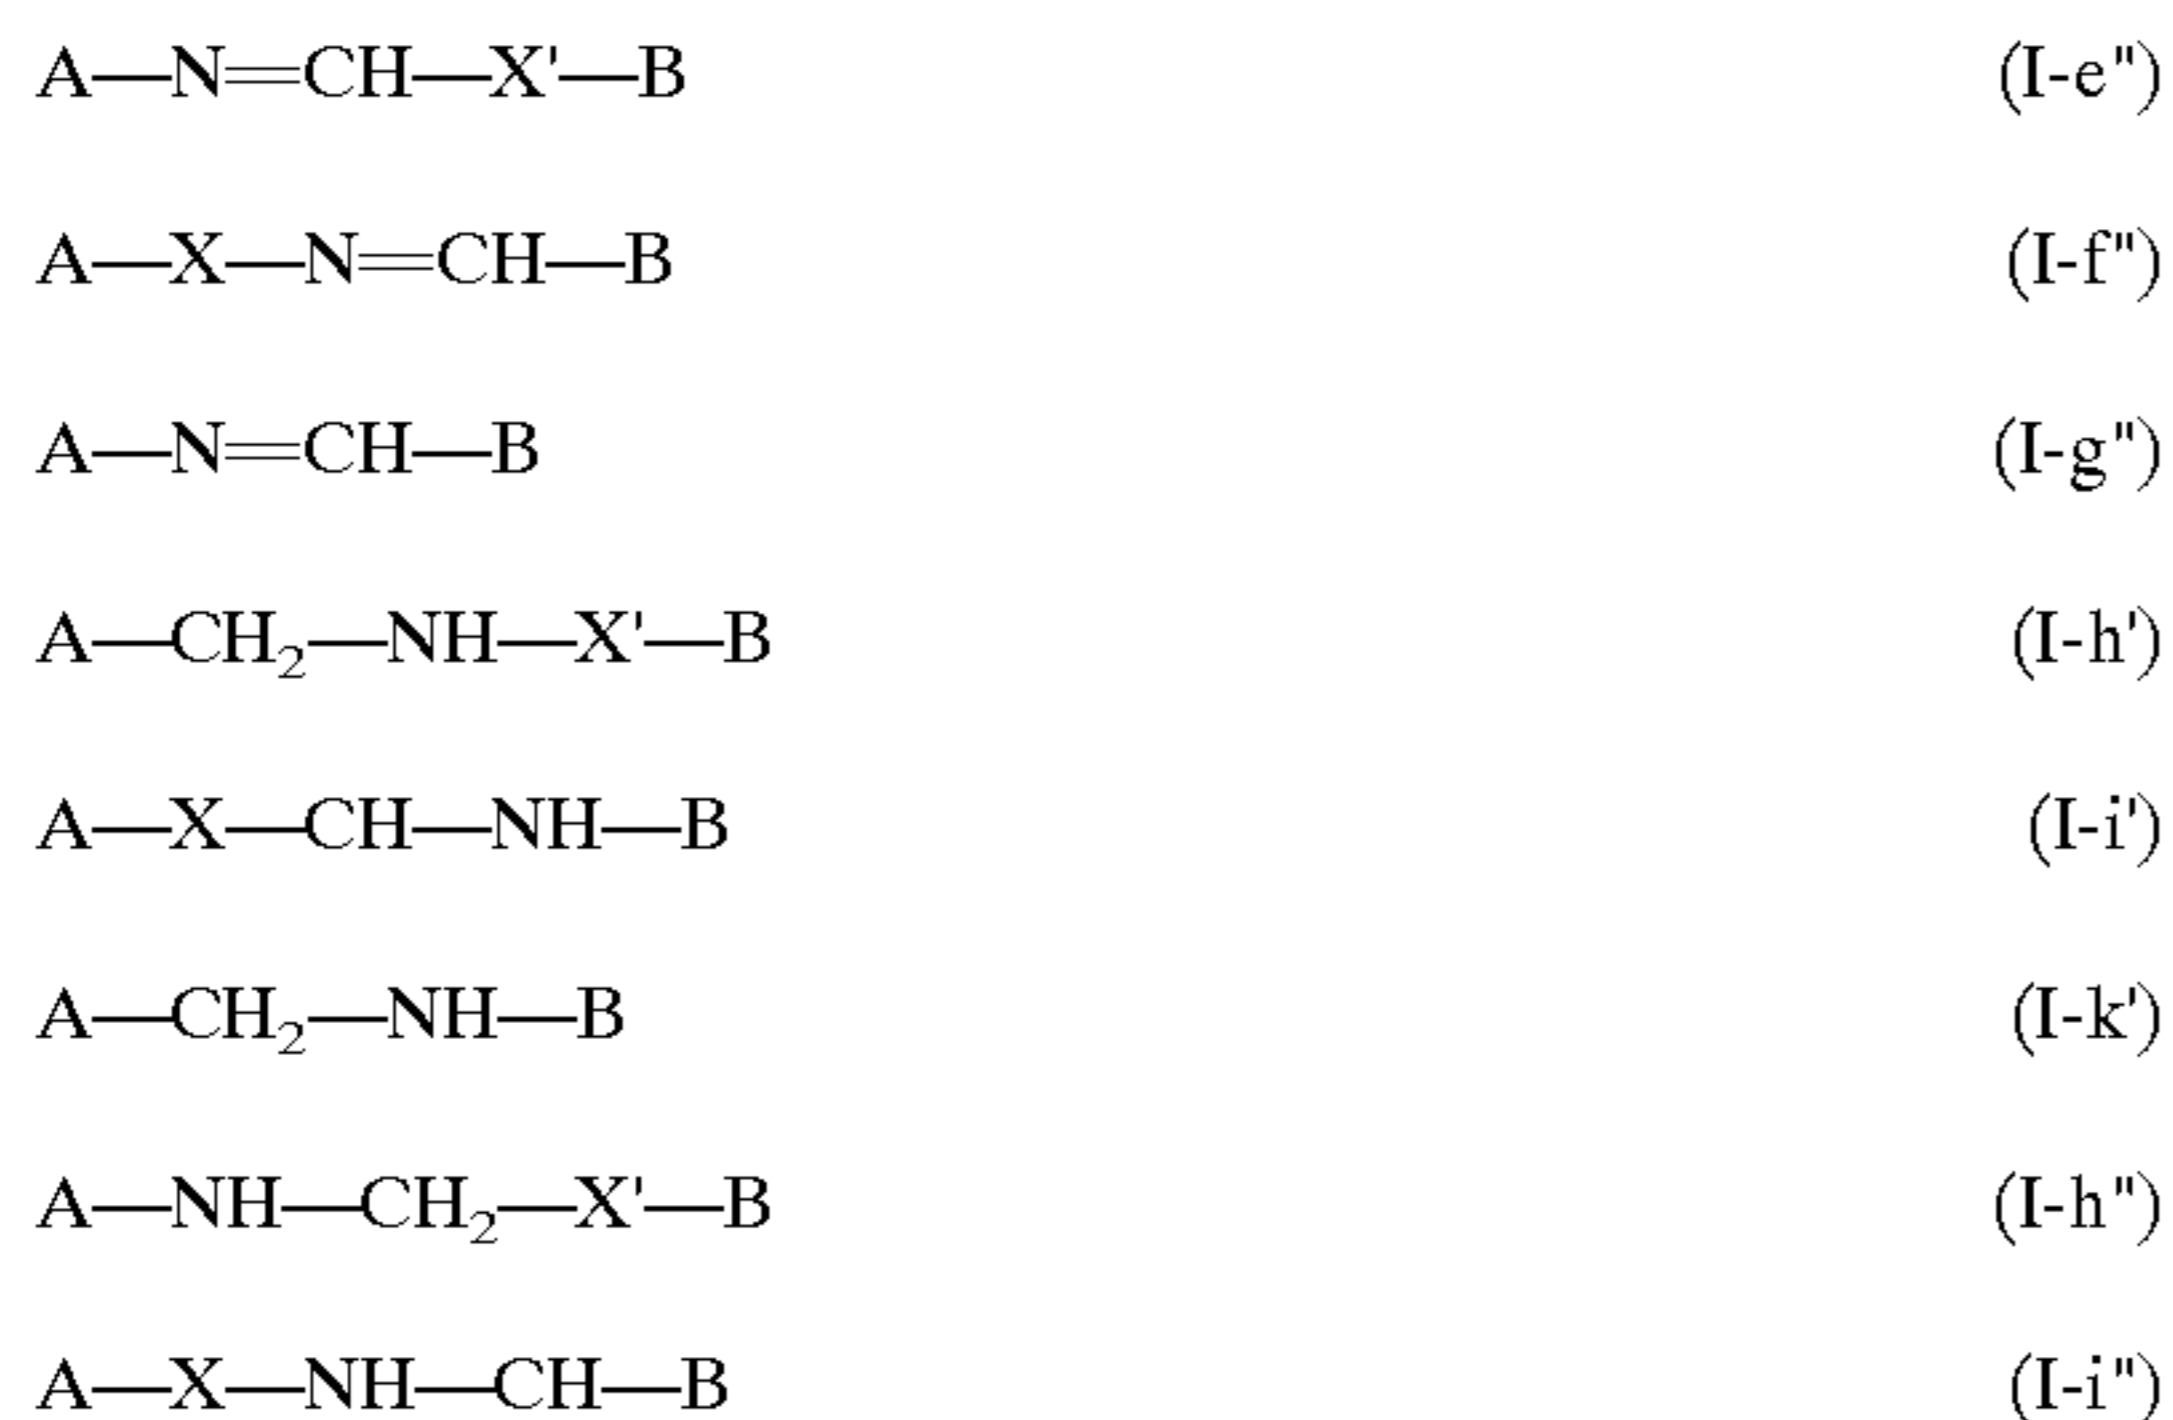 A—N=CH—X'—B (I-e")
A—X—N=CH—B (I-f")
A—N=CH—B (I-g")
A—CH₂—NH—X'—B (I-h')
A—X—CH—NH—B (I-i')
A—CH₂—NH—B (I-k')
A—NH—CH₂—X'—B (I-h")
A—X—NH—CH—B (I-i")